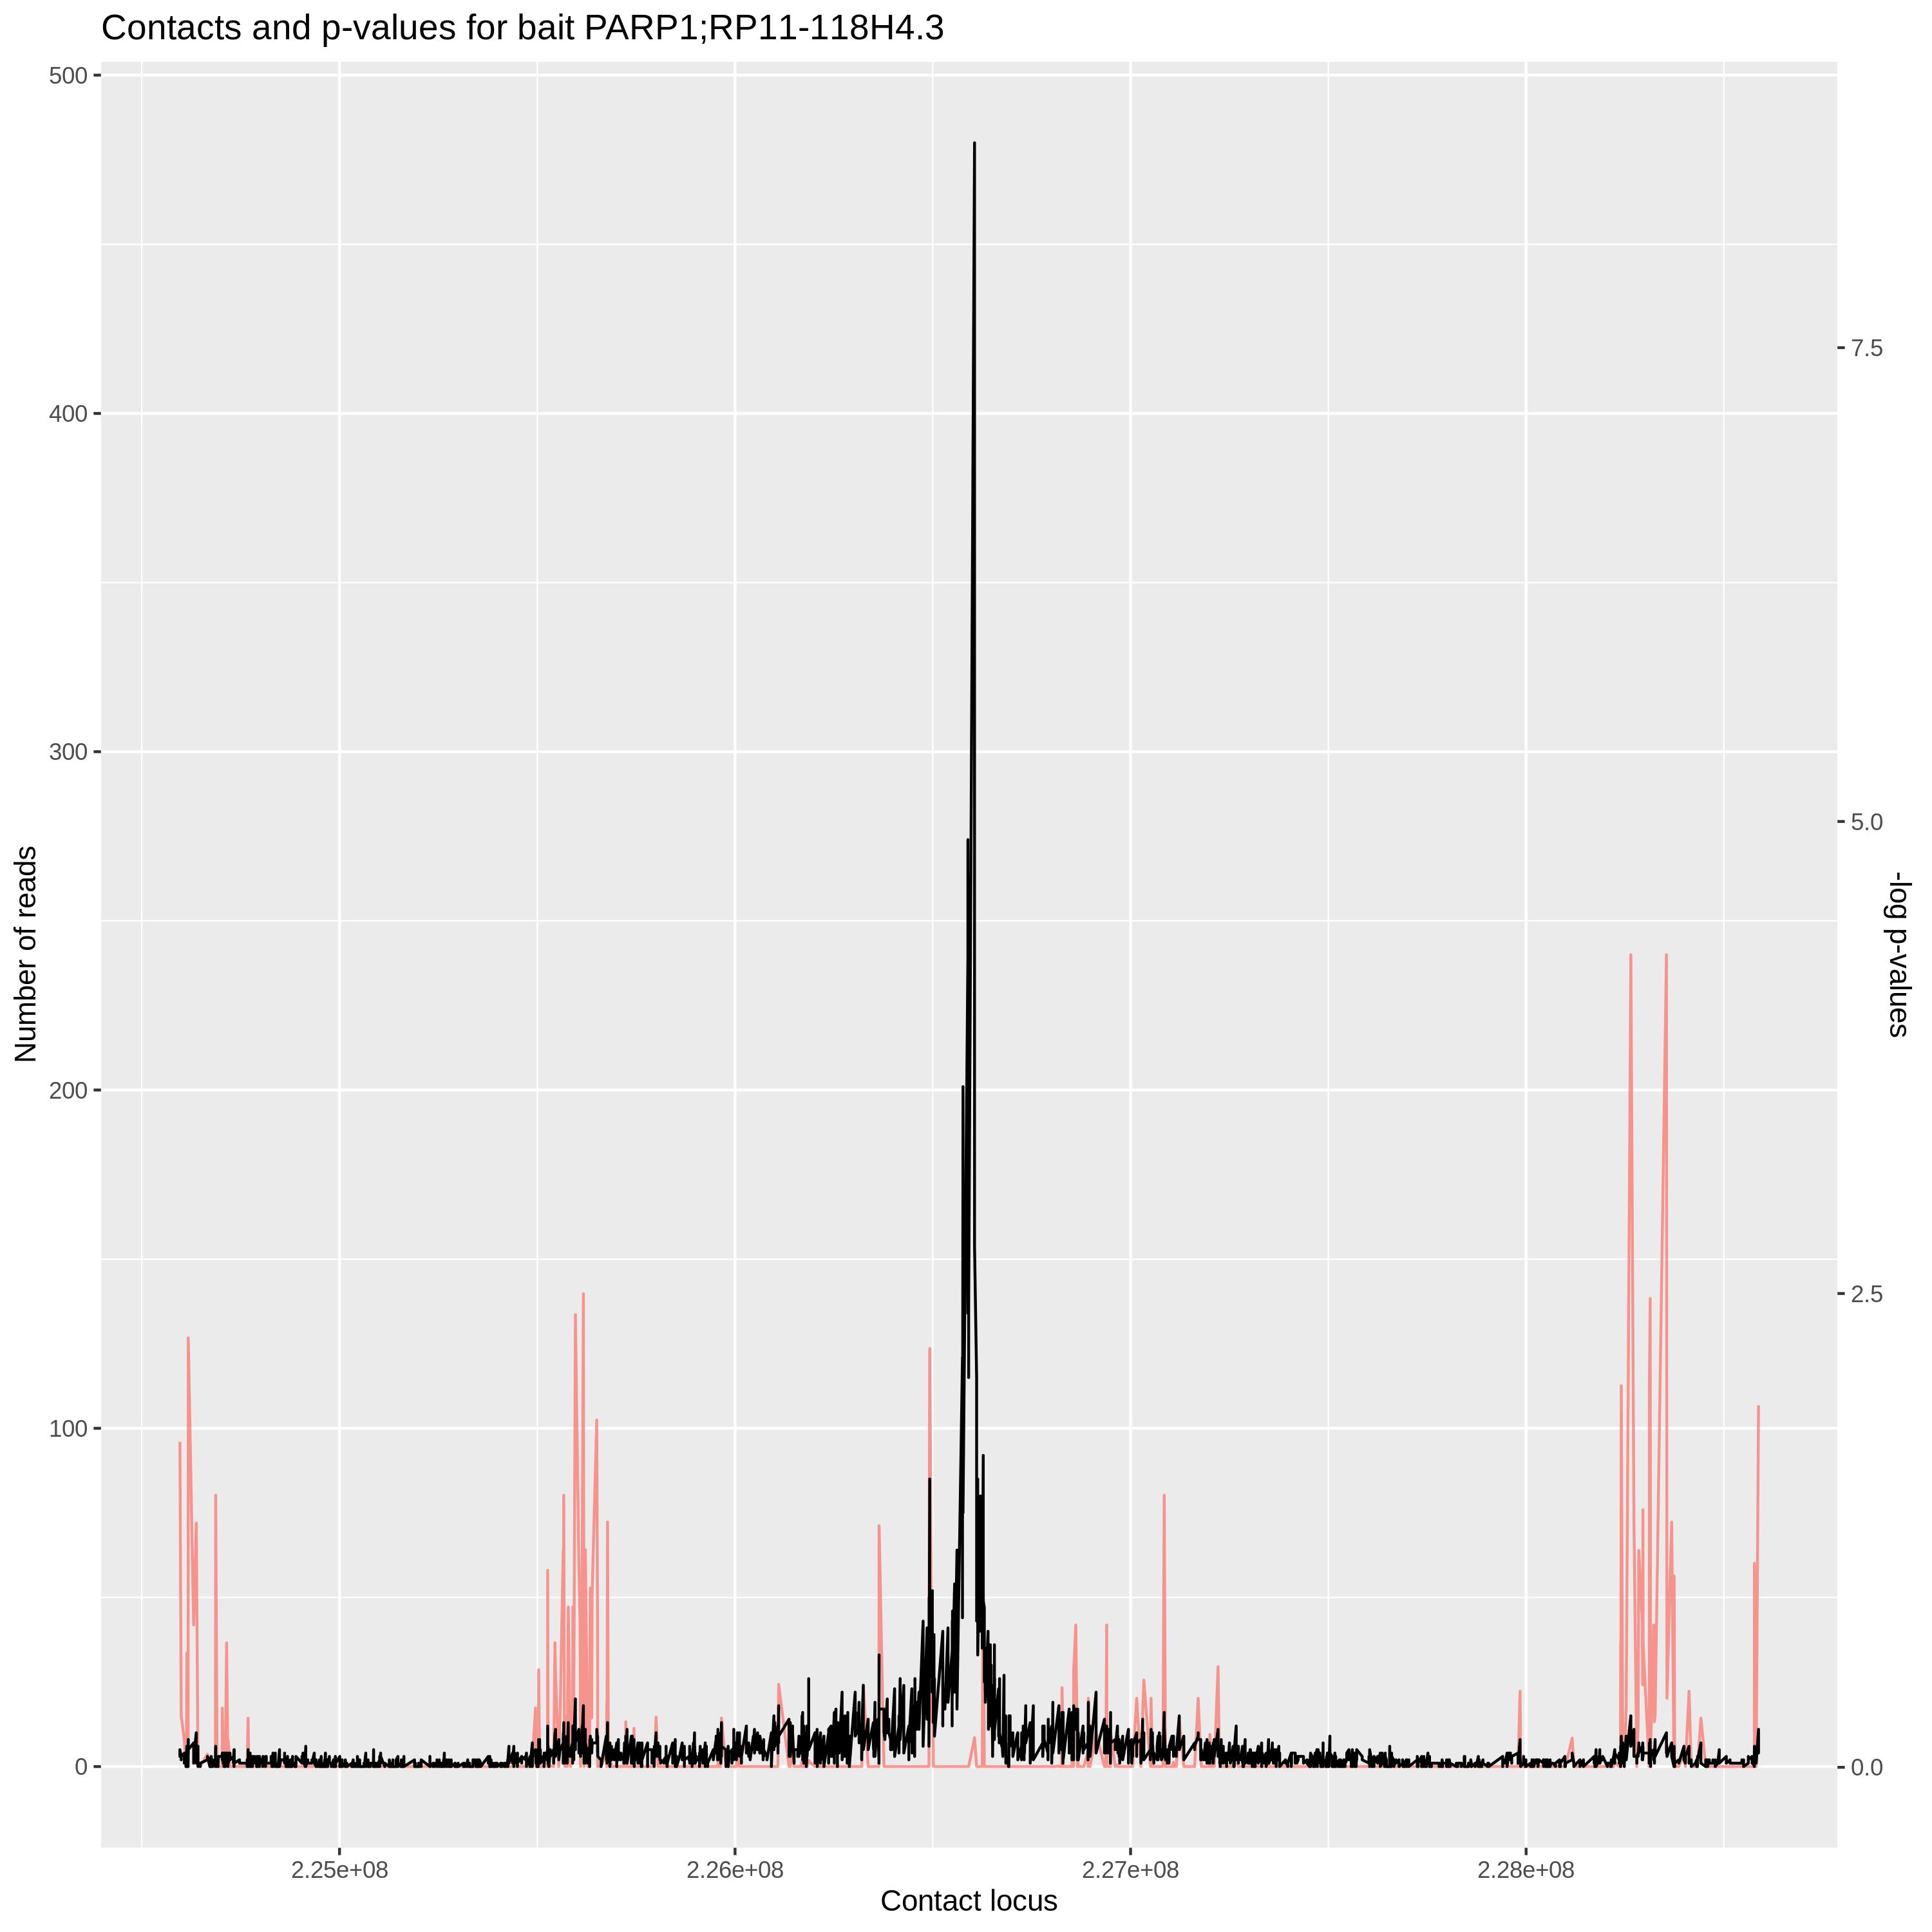 Contacts and p-values for bait PARP1;RP11-118H4.3
500
400
300
200
100
0
Number of reads
7.5
5.0
2.5
0.0
-log p-values
2.25e+08
2.26e+08
2.27e+08
2.28e+08
Contact locus